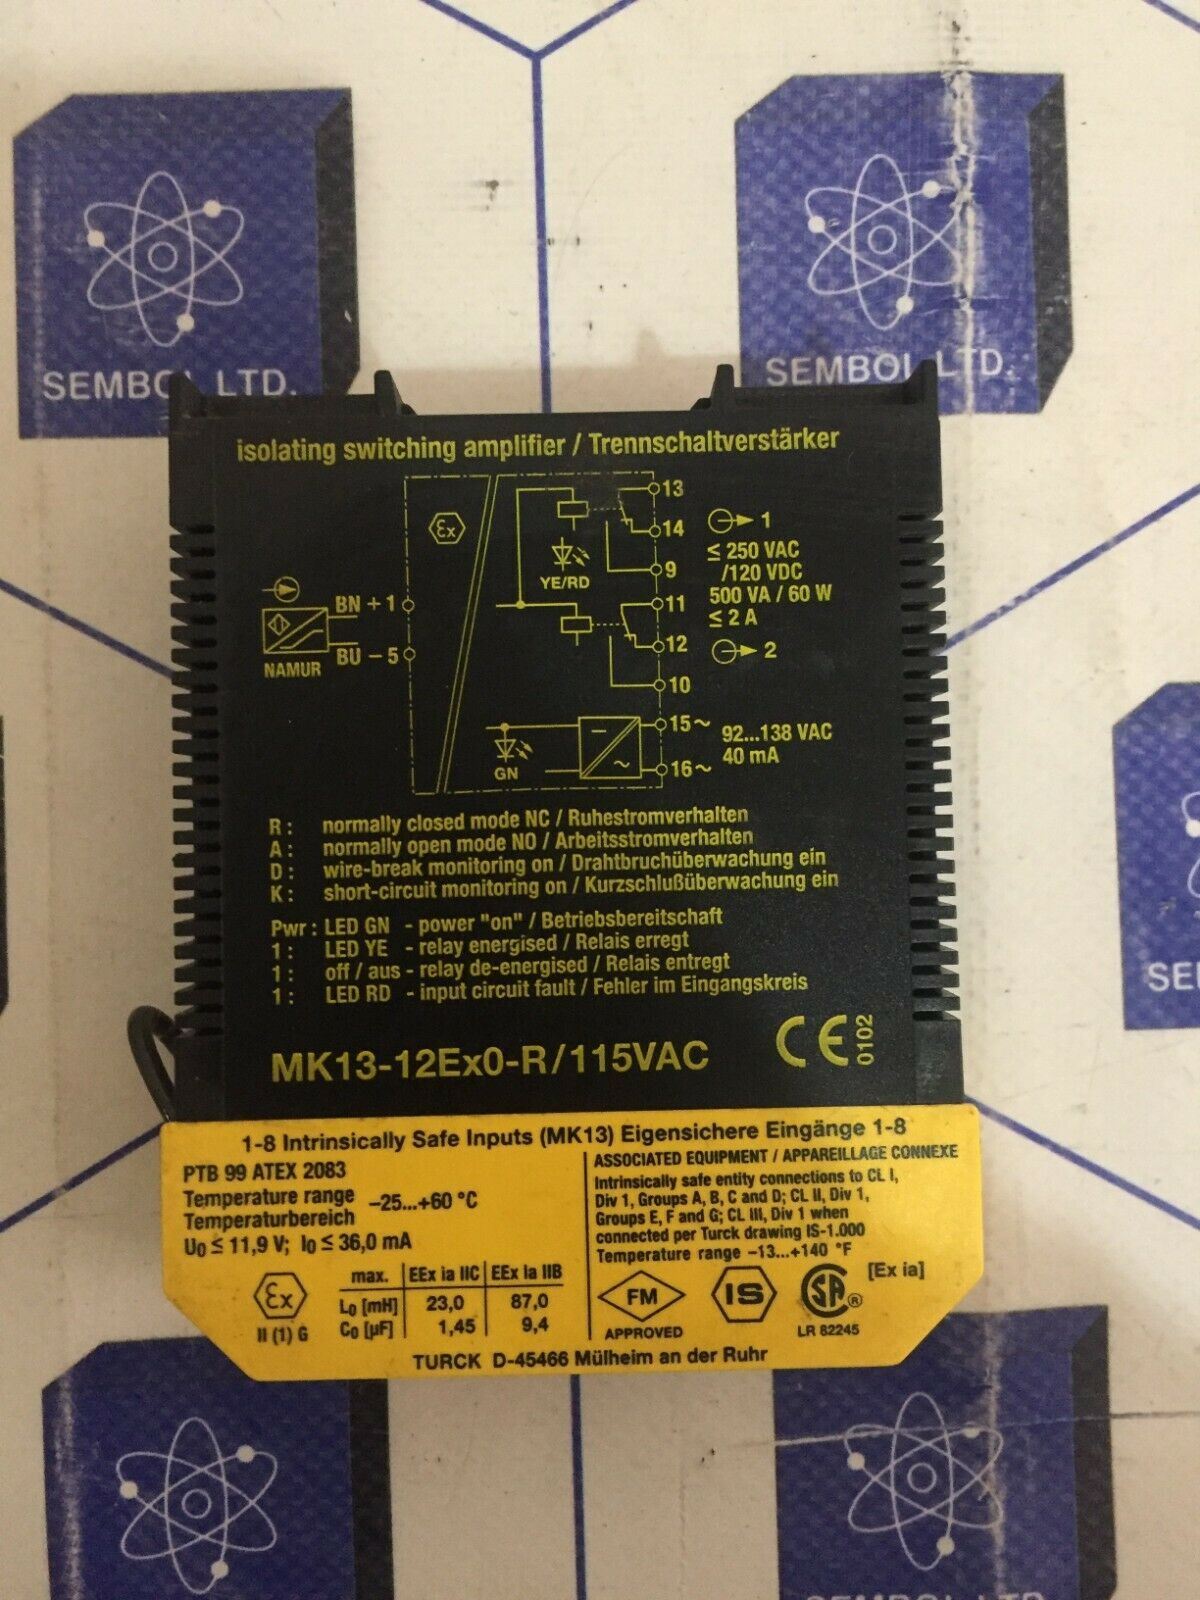 SEMBOL LTD.
SEMBOL LTD.
isolating switching amplifier / Trennschaltverstärker
13
14
9
11
12
10
15 ~
16 ~
Ex
YE/RD
GN
1
≤ 250 VAC
/120 VDC
500 VA / 60 W
≤ 2 A
2
92...138 VAC
40 mA
BN + 1
BU – 5
NAMUR
R : normally closed mode NC / Ruhestromverhalten
A : normally open mode NO / Arbeitsstromverhalten
D : wire-break monitoring on / Drahtbruchüberwachung ein
K : short-circuit monitoring on / Kurzschlußüberwachung ein
Pwr : LED GN - power "on" / Betriebsbereitschaft
1 : LED YE - relay energised / Relais erregt
1 : off / aus - relay de-energised / Relais entregt
1 : LED RD - input circuit fault / Fehler im Eingangskreis
MK13-12Ex0-R/115VAC
CE 0102
1-8 Intrinsically Safe Inputs (MK13) Eigensichere Eingänge 1-8
PTB 99 ATEX 2083
Temperature range –25...+60 °C
Temperaturbereich
U0 ≤ 11,9 V; I0 ≤ 36,0 mA
max. EEx ia IIC EEx ia IIB
L0 [mH] 23,0 87,0
C0 [µF] 1,45 9,4
Ex
II (1) G
ASSOCIATED EQUIPMENT / APPAREILLAGE CONNEXE
Intrinsically safe entity connections to CL I,
Div 1, Groups A, B, C and D; CL II, Div 1,
Groups E, F and G; CL III, Div 1 when
connected per Turck drawing IS-1.000
Temperature range –13...+140 °F
FM
APPROVED
IS
SA ®
LR 82245
[Ex ia]
TURCK D-45466 Mülheim an der Ruhr
SE
SEMBOL LTD